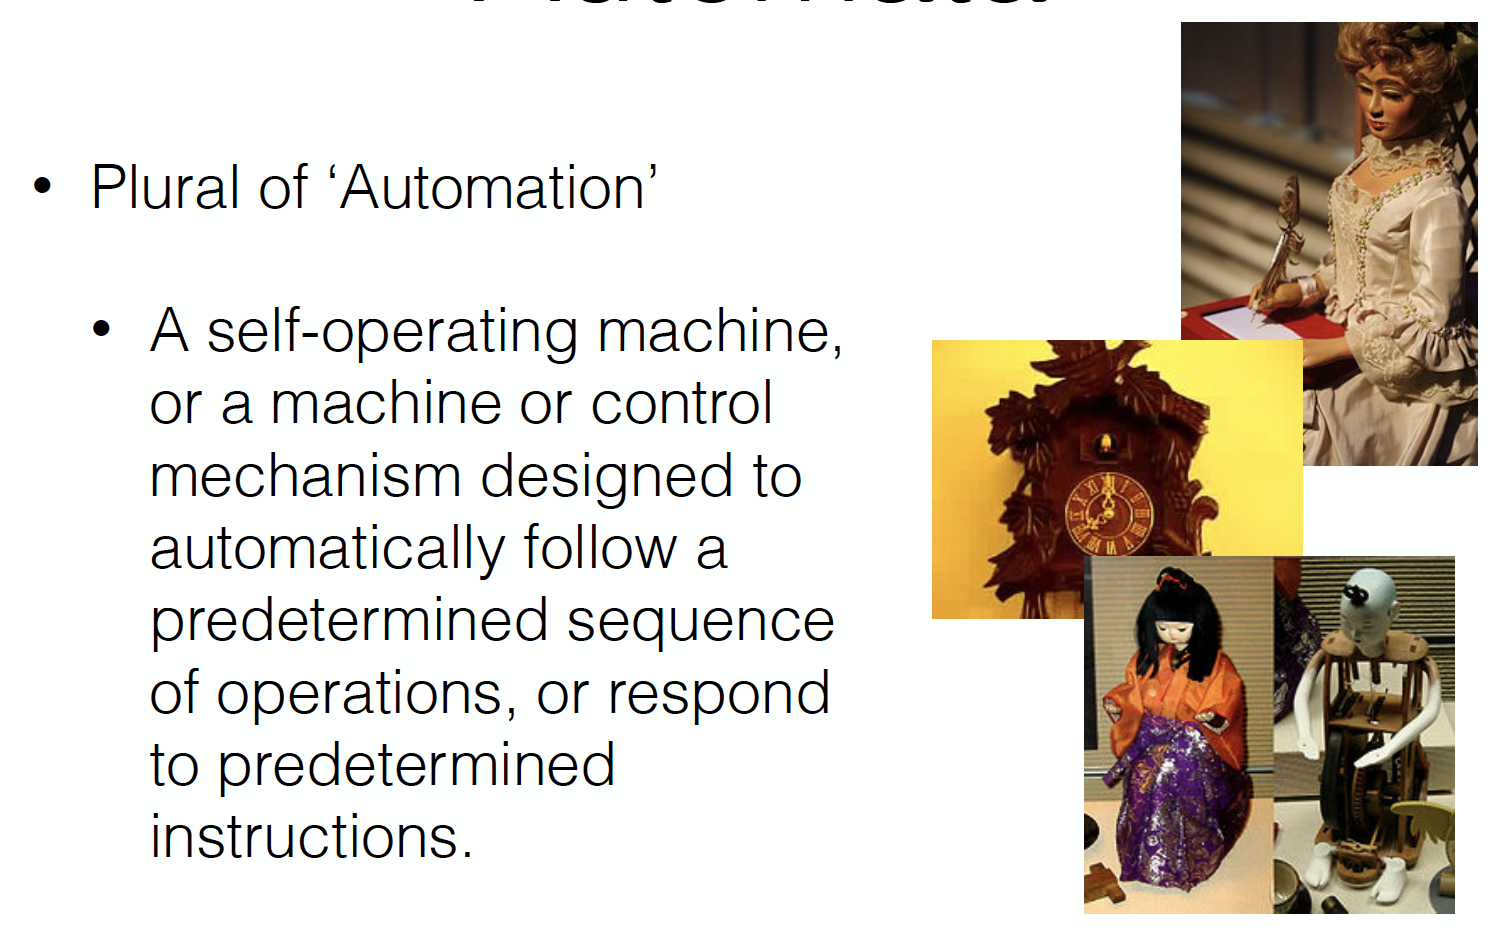 Automata
• Plural of ‘Automation’
• A self-operating machine,
or a machine or control
mechanism designed to
automatically follow a
predetermined sequence
of operations, or respond
to predetermined
instructions.